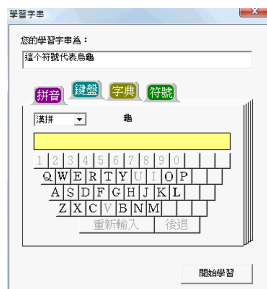 學習字串
您的學習字串為：
這個符號代表烏龜
拼音 鍵盤 字典 符號
漢拼 龜
1 2 3 4 5 6 7 8 9 0
Q W E R T Y U I O P
A S D F G H J K L
Z X C V B N M
重新輸入 後退
開始學習